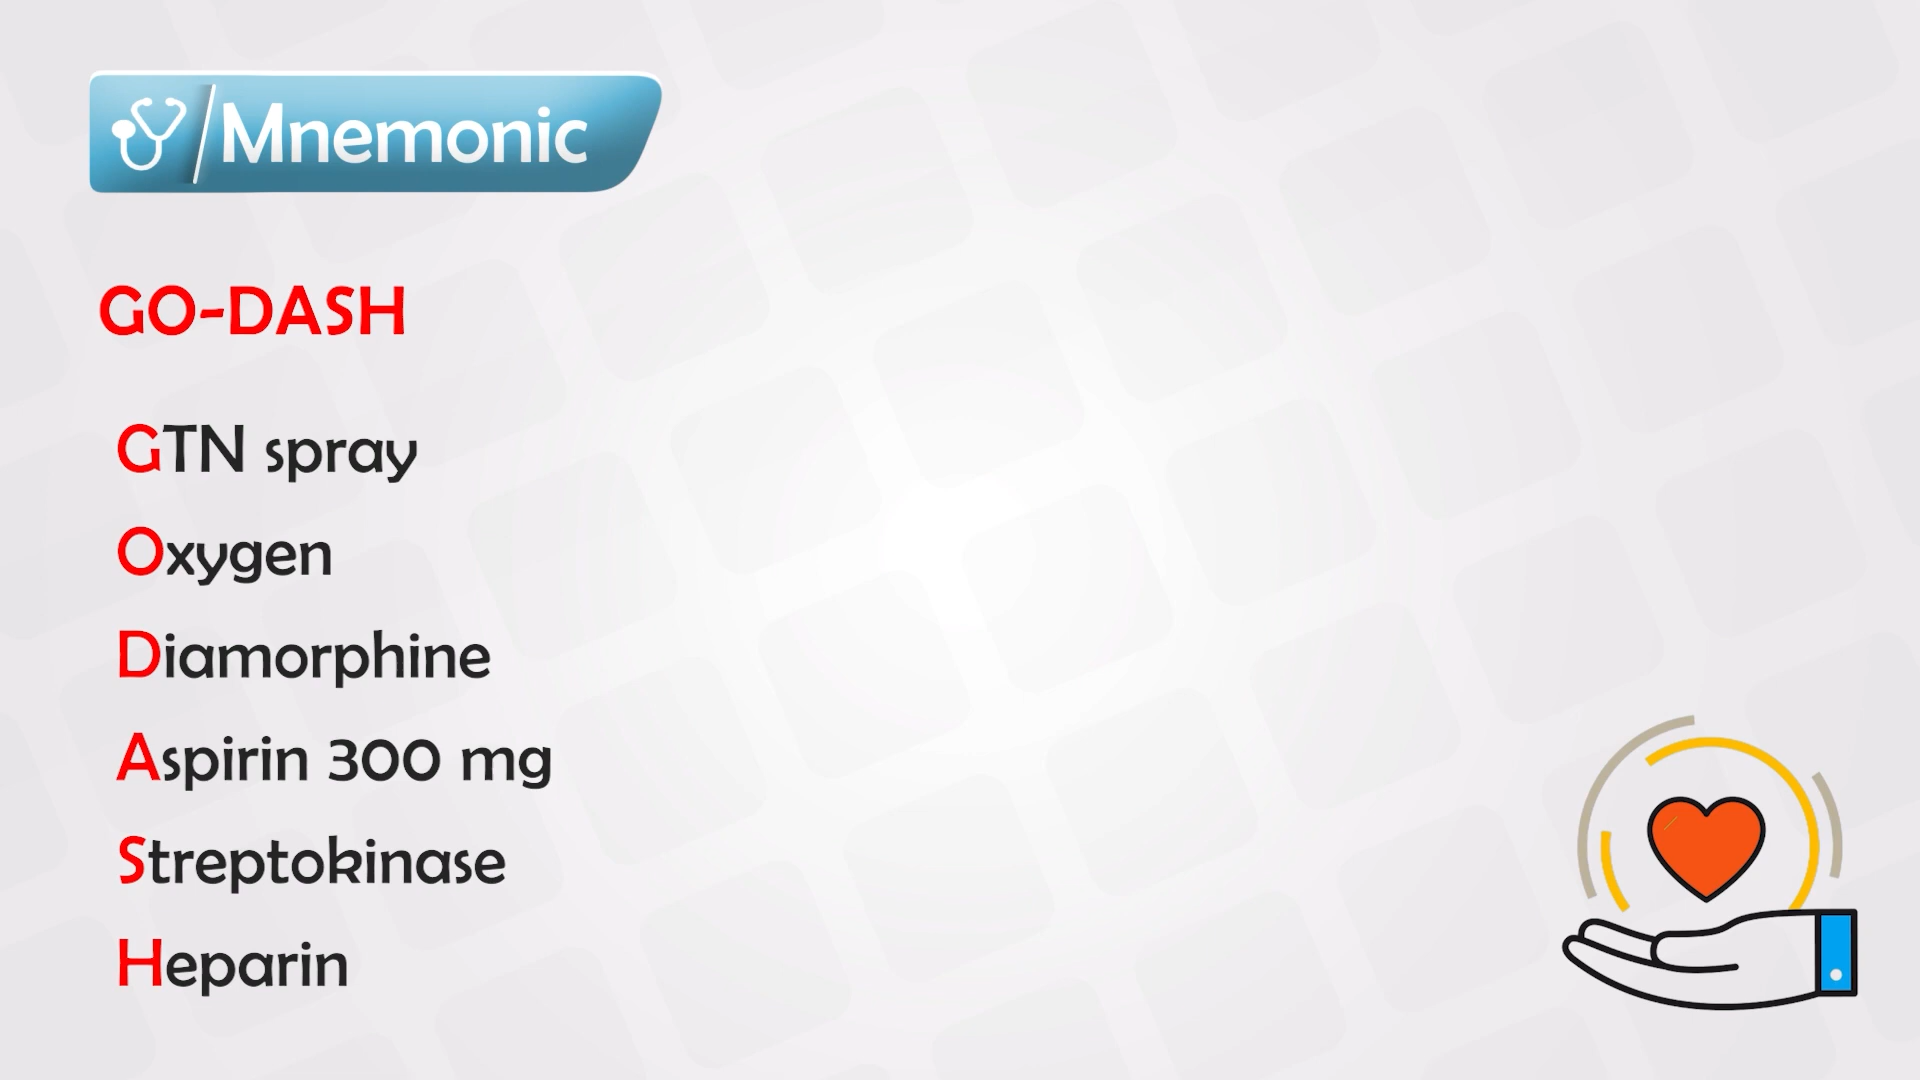 Mnemonic
GO-DASH
GTN spray
Oxygen
Diamorphine
Aspirin 300 mg
Streptokinase
Heparin